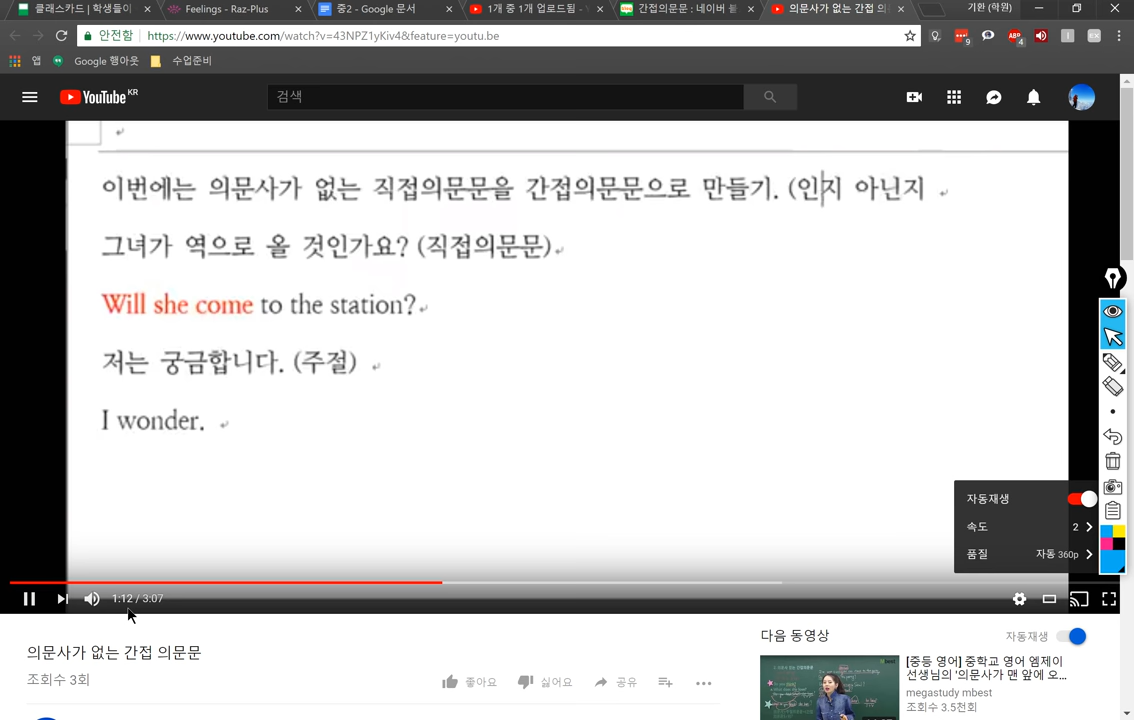 클래스카드 | 학생들이
Feelings - Raz-Plus
중2 - Google 문서
1개 중 1개 업로드됨 -
간접의문문 : 네이버 블
의문사가 없는 간접 의
기환 (학원)
안전함
https://www.youtube.com/watch?v=43NPZ1yKiv4&feature=youtu.be
9
4
앱
Google 행아웃
수업준비
YouTube KR
검색
이번에는 의문사가 없는 직접의문문을 간접의문문으로 만들기. (인지 아닌지
그녀가 역으로 올 것인가요? (직접의문문)
Will she come to the station?
저는 궁금합니다. (주절)
I wonder.
자동재생
속도 2
품질 자동 360p
1:12 / 3:07
의문사가 없는 간접 의문문
조회수 3회
좋아요
싫어요
공유
다음 동영상
자동재생
[중등 영어] 중학교 영어 엠제이
선생님의 '의문사가 맨 앞에 오...
megastudy mbest
조회수 3.5천회